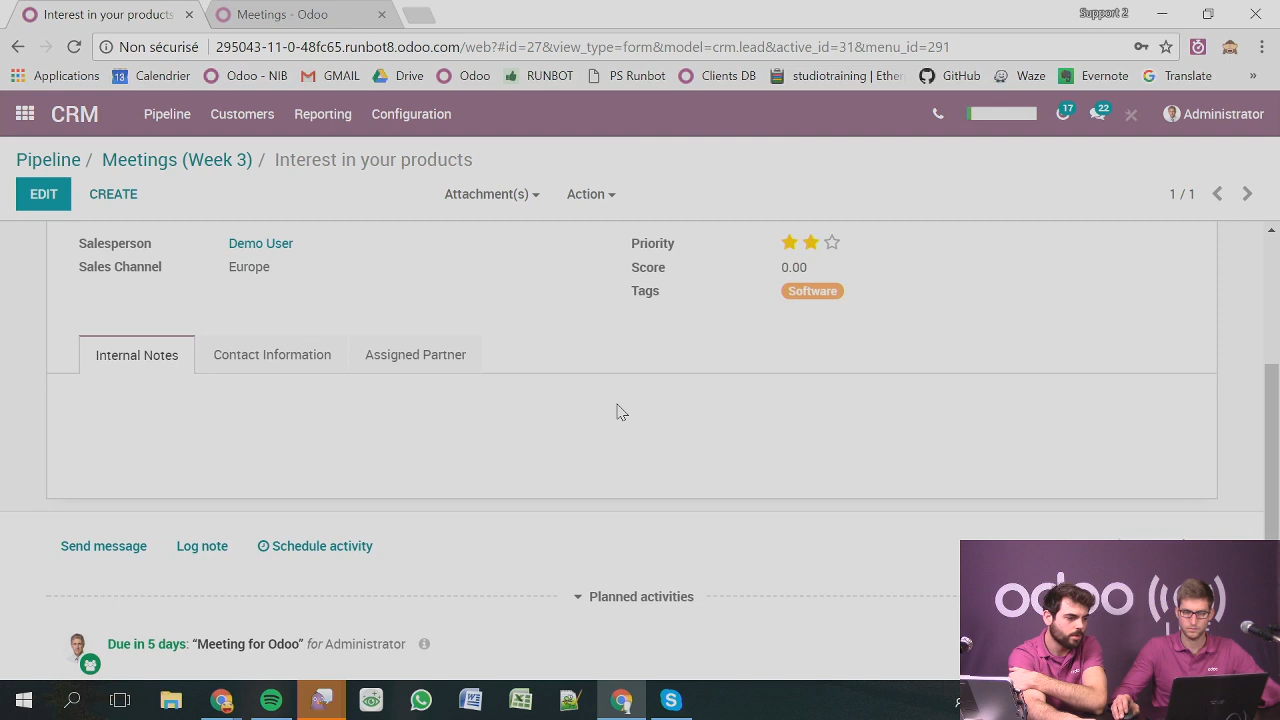 Interest in your products
Meetings - Odoo
Support 2
Non sécurisé
295043-11-0-48fc65.runbot8.odoo.com/web?#id=27&view_type=form&model=crm.lead&active_id=31&menu_id=291
Applications
Calendrier
Odoo - NIB
GMAIL
Drive
Odoo
RUNBOT
PS Runbot
Clients DB
studiotraining | Ether
GitHub
Waze
Evernote
Translate
CRM
Pipeline
Customers
Reporting
Configuration
17
22
Administrator
Pipeline / Meetings (Week 3) / Interest in your products
EDIT
CREATE
Attachment(s)
Action
1 / 1
Salesperson
Demo User
Priority
Sales Channel
Europe
Score
0.00
Tags
Software
Internal Notes
Contact Information
Assigned Partner
Send message
Log note
Schedule activity
Planned activities
Due in 5 days: “Meeting for Odoo” for Administrator
odoo
odoo
odoo